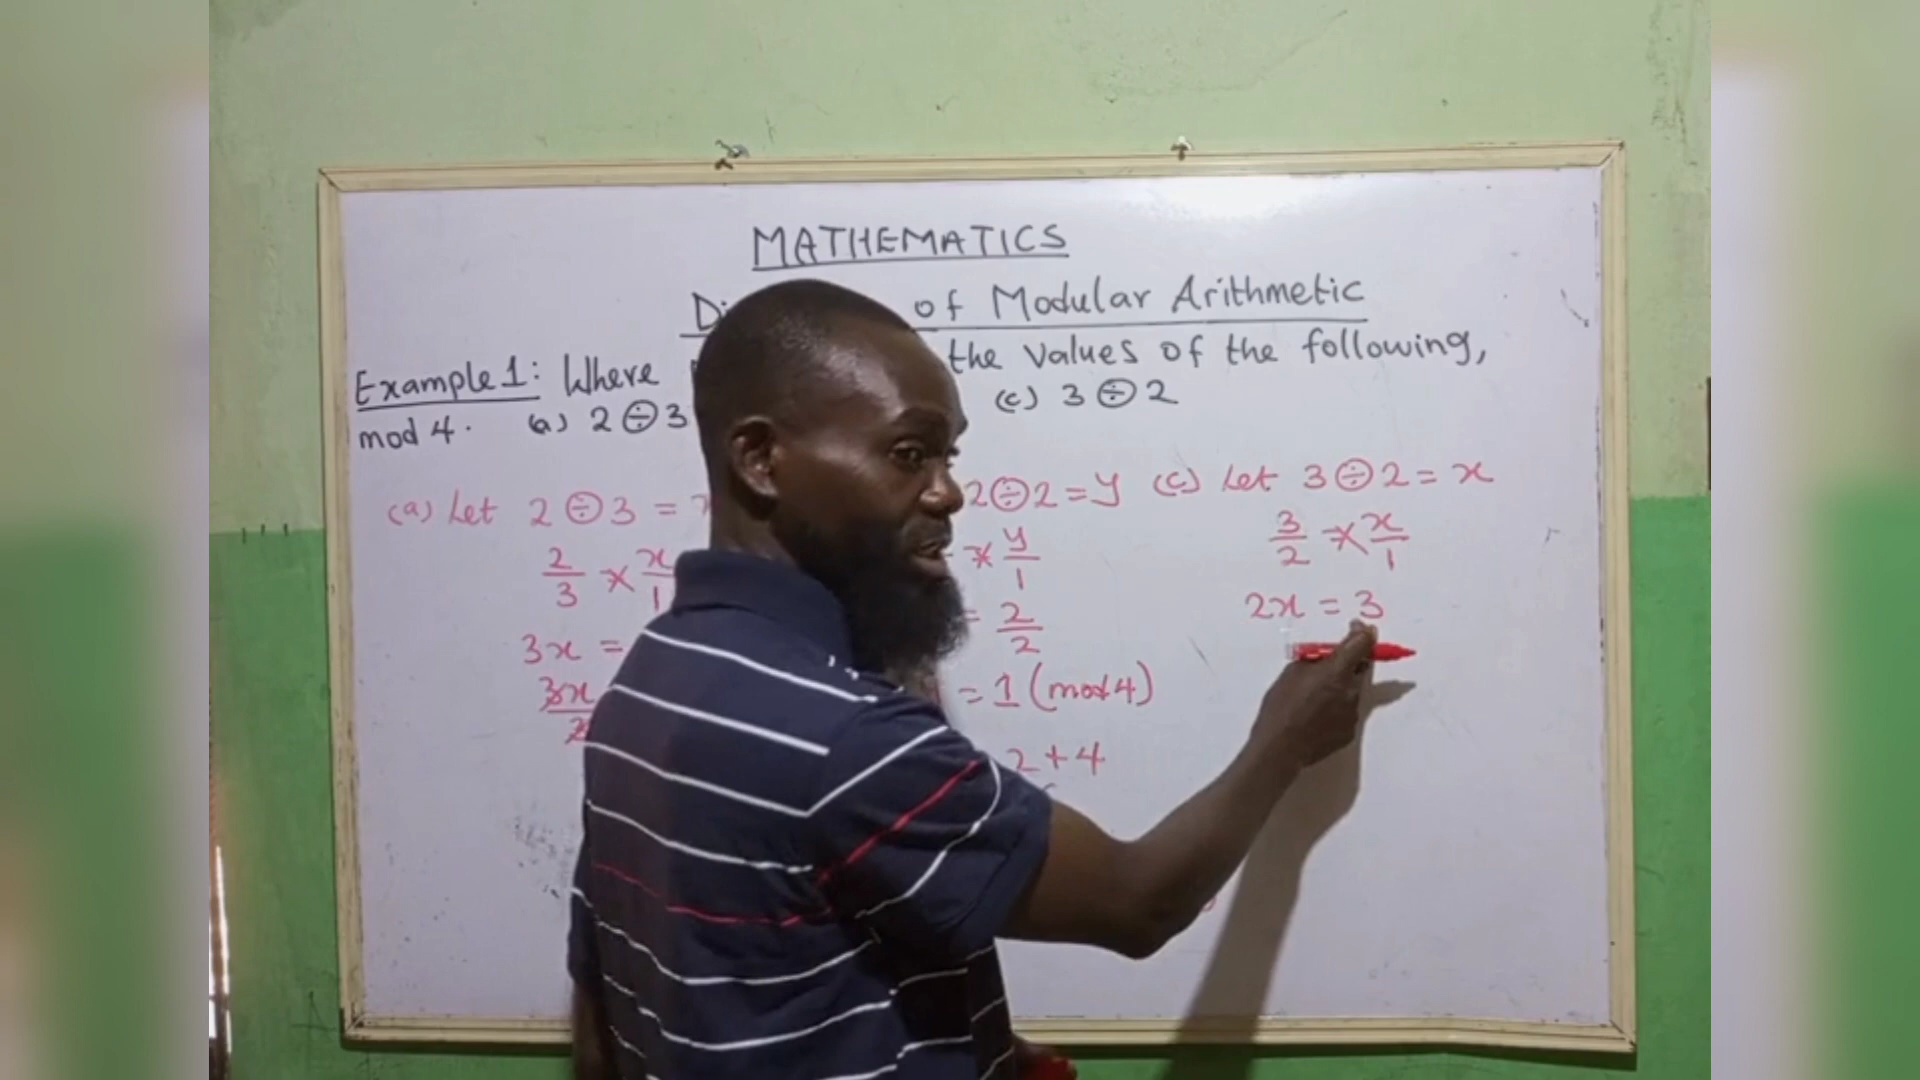 MATHEMATICS
of Modular Arithmetic
Example 1: Where the values of the following,
mod 4. (a) 2 ⊕ 3 (c) 3 ⊕ 2
(a) Let 2 ⊕ 3 =
2/3 × x/1
3x =
3x
2⊕2 = y
× y/1
= 2/2
= 1 (mod 4)
2 + 4
(c) Let 3 ⊕ 2 = x
3/2 × x/1
2x = 3